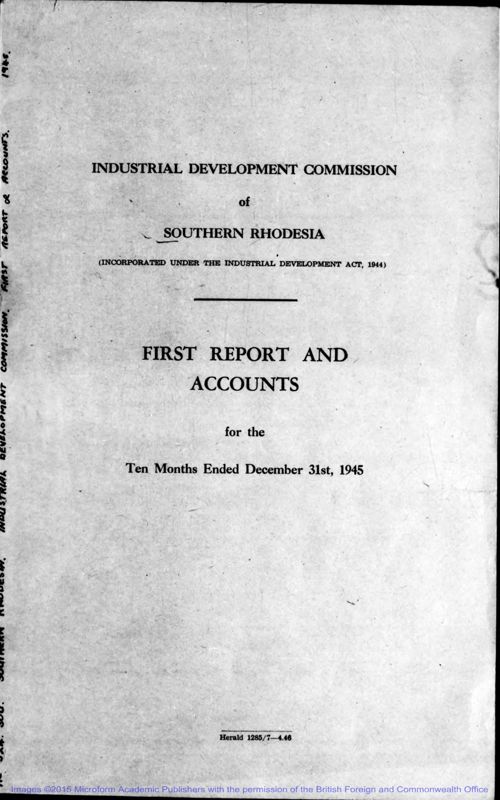 INDUSTRIAL DEVELOPMENT COMMISSION
of
SOUTHERN RHODESIA
(INCORPORATED UNDER THE INDUSTRIAL DEVELOPMENT ACT, 1944)
FIRST REPORT AND
ACCOUNTS
for the
Ten Months Ended December 31st, 1945
Herald 1285/7—4.46
SOUTHERN RHODESIA. INDUSTRIAL DEVELOPMENT COMMISSION. FIRST REPORT & ACCOUNTS. 1945.
Images ©2015 Microform Academic Publishers with the permission of the British Foreign and Commonwealth Office